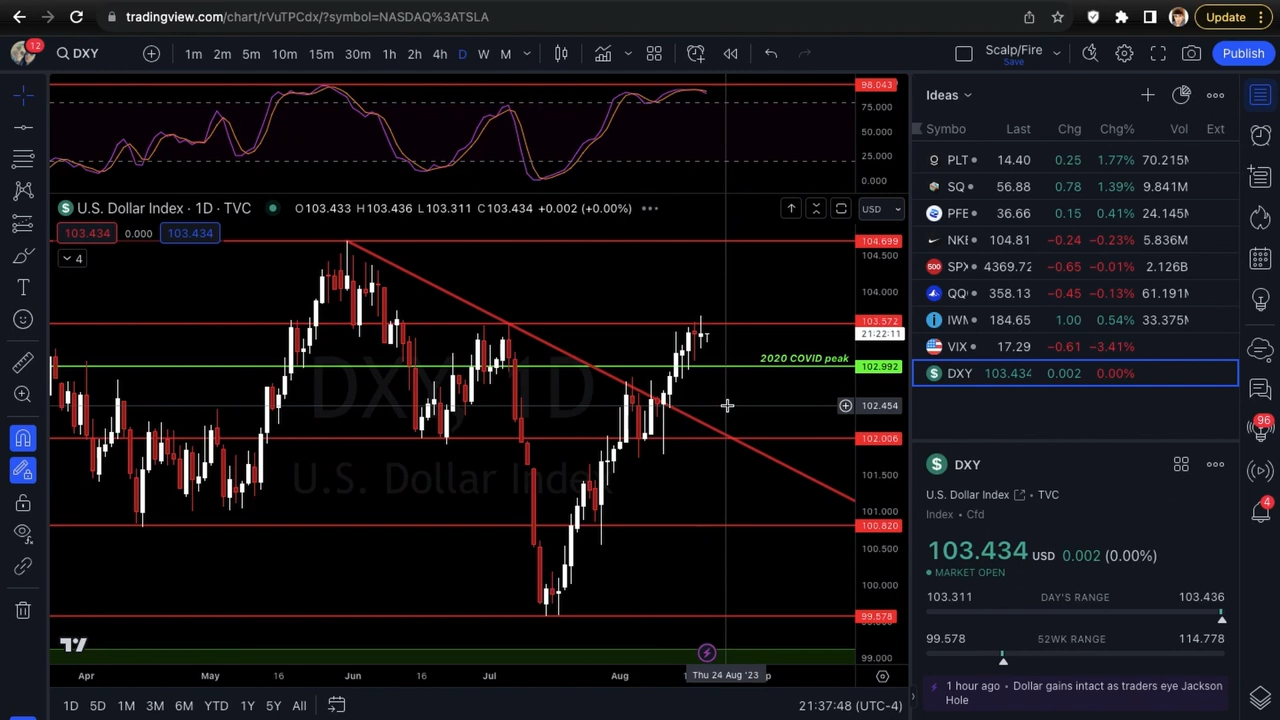 tradingview.com/chart/rVuTPCdx/?symbol=NASDAQ%3ATSLA
Update
12
DXY
1m 2m 5m 10m 15m 30m 1h 2h 4h D W M
Scalp/Fire
Save
Publish
98.043
75.000
50.000
25.000
0.000
U.S. Dollar Index · 1D · TVC
O103.433 H103.436 L103.311 C103.434 +0.002 (+0.00%)
USD
103.434 0.000 103.434
4
104.699
104.500
104.000
103.572
21:22:11
2020 COVID peak
102.992
102.454
102.006
101.500
101.000
100.820
100.500
100.000
99.578
99.000
DXY, 1D
U.S. Dollar Index
Apr May 16 Jun 16 Jul Aug
Thu 24 Aug '23
1D 5D 1M 3M 6M YTD 1Y 5Y All
21:37:48 (UTC-4)
Ideas
Symbo Last Chg Chg% Vol Ext
PLT 14.40 0.25 1.77% 70.215M
SQ 56.88 0.78 1.39% 9.841M
PFE 36.66 0.15 0.41% 24.145M
NKE 104.81 −0.24 −0.23% 5.836M
500 SPX 4369.72 −0.65 −0.01% 2.126B
QQ 358.13 −0.45 −0.13% 61.191M
IWM 184.65 1.00 0.54% 33.375M
VIX 17.29 −0.61 −3.41%
DXY 103.434 0.002 0.00%
DXY
U.S. Dollar Index • TVC
Index • Cfd
103.434 USD 0.002 (0.00%)
MARKET OPEN
103.311 DAY'S RANGE 103.436
99.578 52WK RANGE 114.778
1 hour ago • Dollar gains intact as traders eye Jackson
Hole
96
4